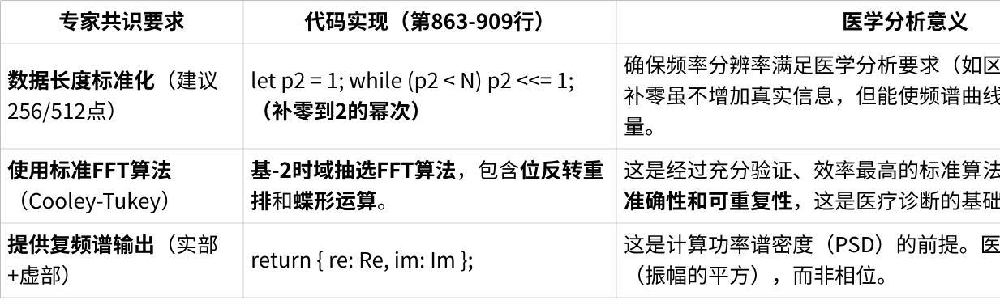 专家共识要求
代码实现（第863-909行）
医学分析意义
数据长度标准化（建议
256/512点）
let p2 = 1; while (p2 < N) p2 <<= 1;
（补零到2的幂次）
确保频率分辨率满足医学分析要求（如区
补零虽不增加真实信息，但能使频谱曲线
量。
使用标准FFT算法
（Cooley-Tukey）
基-2时域抽选FFT算法，包含位反转重
排和蝶形运算。
这是经过充分验证、效率最高的标准算法
准确性和可重复性，这是医疗诊断的基础
提供复频谱输出（实部
+虚部）
return { re: Re, im: Im };
这是计算功率谱密度（PSD）的前提。医
（振幅的平方），而非相位。